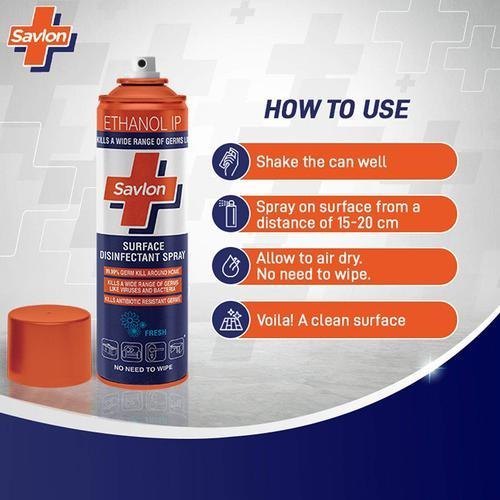 Savlon
HOW TO USE
Shake the can well
Spray on surface from a
distance of 15-20 cm
Allow to air dry.
No need to wipe.
Voila! A clean surface
ETHANOL IP
KILLS A WIDE RANGE OF GERMS
Savlon
SURFACE
DISINFECTANT SPRAY
99.99% GERM KILL AROUND HOME
KILLS A WIDE RANGE OF GERMS
LIKE VIRUSES AND BACTERIA
KILLS ANTIBIOTIC RESISTANT GERMS
FRESH
NO NEED TO WIPE